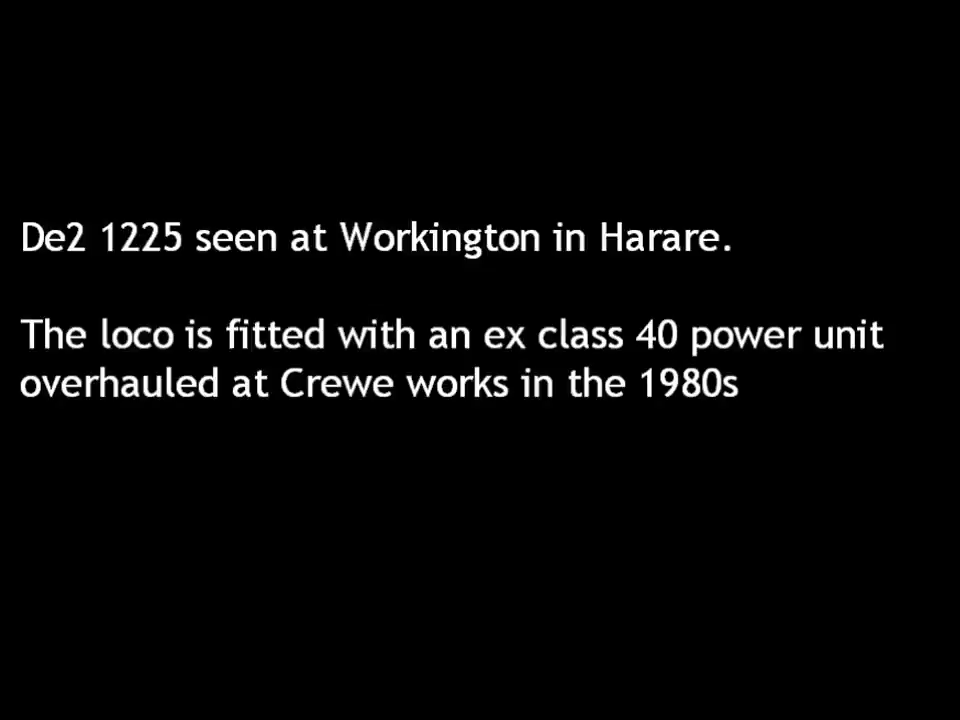 De2 1225 seen at Workington in Harare.
The loco is fitted with an ex class 40 power unit
overhauled at Crewe works in the 1980s